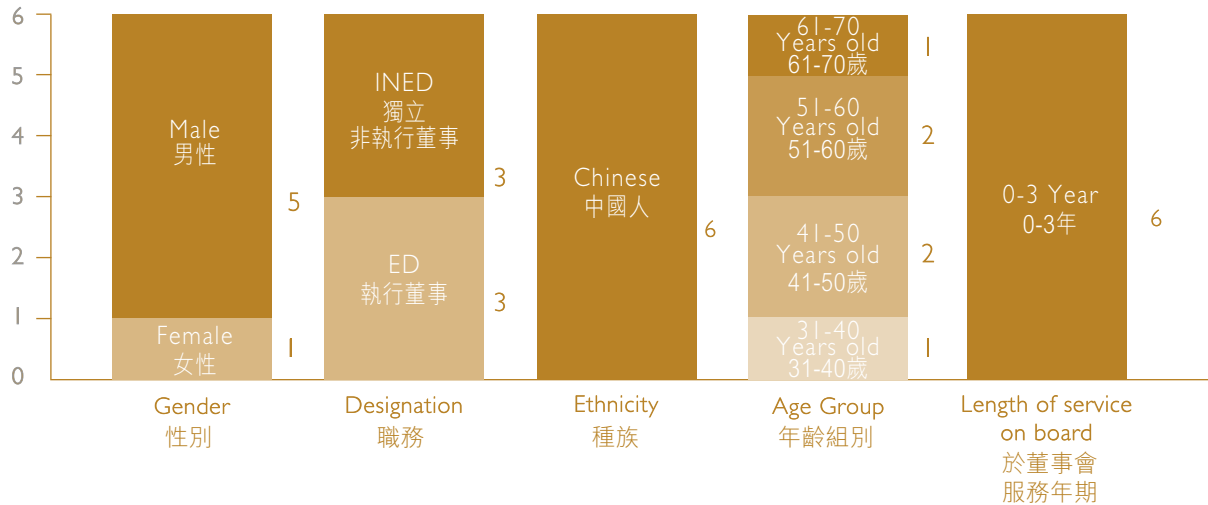 6
5
4
3
2
1
0
Male
男性
5
Female
女性
1
INED
獨立
非執行董事
3
ED
執行董事
3
Chinese
中國人
6
61-70
Years old
61-70歲
1
51-60
Years old
51-60歲
2
41-50
Years old
41-50歲
2
31-40
Years old
31-40歲
1
0-3 Year
0-3年
6
Gender
性別
Designation
職務
Ethnicity
種族
Age Group
年齡組別
Length of service
on board
於董事會
服務年期